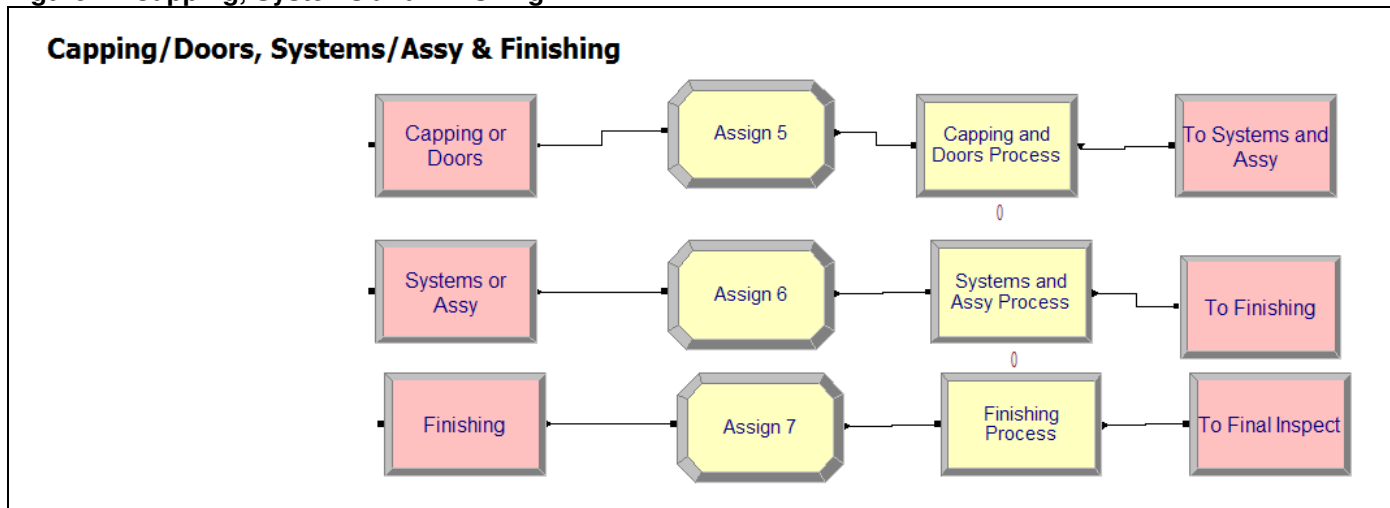 Capping/Doors, Systems/Assy & Finishing
Capping or
Doors
Assign 5
Capping and
Doors Process
To Systems and
Assy
0
Systems or
Assy
Assign 6
Systems and
Assy Process
To Finishing
0
Finishing
Assign 7
Finishing
Process
To Final Inspect